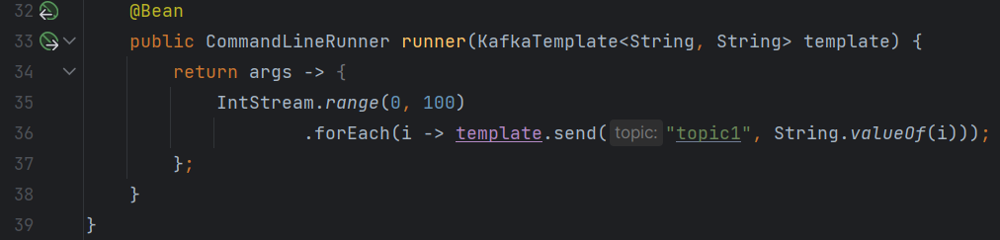 32 @Bean
33 public CommandLineRunner runner(KafkaTemplate<String, String> template) {
34 return args -> {
35 IntStream.range(0, 100)
36 .forEach(i -> template.send( topic: "topic1", String.valueOf(i)));
37 };
38 }
39 }